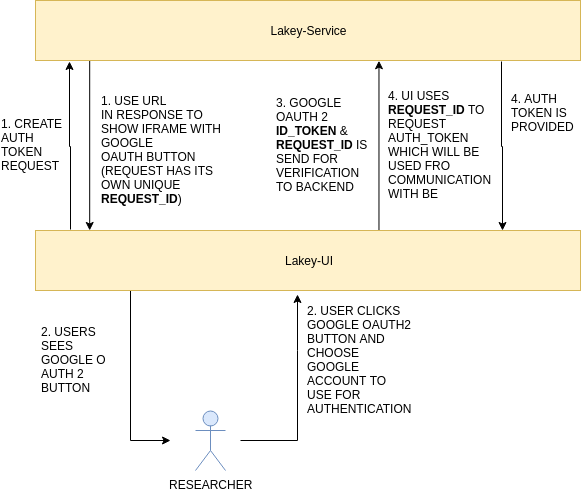 Lakey-Service
1. CREATE
AUTH
TOKEN
REQUEST
1. USE URL
IN RESPONSE TO
SHOW IFRAME WITH
GOOGLE
OAUTH BUTTON
(REQUEST HAS ITS
OWN UNIQUE
REQUEST_ID)
3. GOOGLE
OAUTH 2
ID_TOKEN &
REQUEST_ID IS
SEND FOR
VERIFICATION
TO BACKEND
4. UI USES
REQUEST_ID TO
REQUEST
AUTH_TOKEN
WHICH WILL BE
USED FRO
COMMUNICATION
WITH BE
4. AUTH
TOKEN IS
PROVIDED
Lakey-UI
2. USERS
SEES
GOOGLE O
AUTH 2
BUTTON
2. USER CLICKS
GOOGLE OAUTH2
BUTTON AND
CHOOSE
GOOGLE
ACCOUNT TO
USE FOR
AUTHENTICATION
RESEARCHER